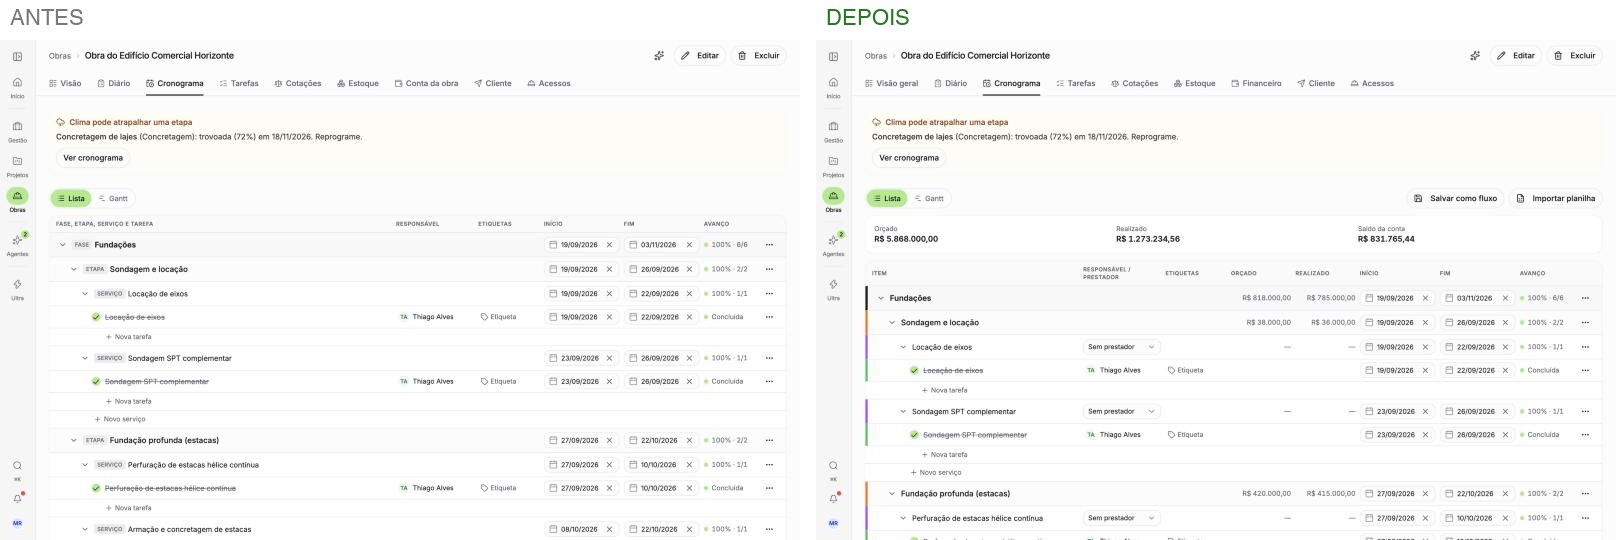 ANTES
Obras › Obra do Edifício Comercial Horizonte
Editar
Excluir
Visão
Diário
Cronograma
Tarefas
Cotações
Estoque
Conta da obra
Cliente
Acessos
Início
Gestão
Projetos
Obras
2
Agentes
Ultra
⌘K
MR
Clima pode atrapalhar uma etapa
Concretagem de lajes (Concretagem): trovoada (72%) em 18/11/2026. Reprograme.
Ver cronograma
Lista
Gantt
FASE, ETAPA, SERVIÇO E TAREFA RESPONSÁVEL ETIQUETAS INÍCIO FIM AVANÇO
FASE Fundações 19/09/2026 03/11/2026 100% · 6/6
ETAPA Sondagem e locação 19/09/2026 26/09/2026 100% · 2/2
SERVIÇO Locação de eixos 19/09/2026 22/09/2026 100% · 1/1
Locação de eixos TA Thiago Alves Etiqueta 19/09/2026 22/09/2026 Concluída
+ Nova tarefa
SERVIÇO Sondagem SPT complementar 23/09/2026 26/09/2026 100% · 1/1
Sondagem SPT complementar TA Thiago Alves Etiqueta 23/09/2026 26/09/2026 Concluída
+ Nova tarefa
+ Novo serviço
ETAPA Fundação profunda (estacas) 27/09/2026 22/10/2026 100% · 2/2
SERVIÇO Perfuração de estacas hélice contínua 27/09/2026 10/10/2026 100% · 1/1
Perfuração de estacas hélice contínua TA Thiago Alves Etiqueta 27/09/2026 10/10/2026 Concluída
+ Nova tarefa
SERVIÇO Armação e concretagem de estacas 08/10/2026 22/10/2026 100% · 1/1
DEPOIS
Obras › Obra do Edifício Comercial Horizonte
Editar
Excluir
Visão geral
Diário
Cronograma
Tarefas
Cotações
Estoque
Financeiro
Cliente
Acessos
Início
Gestão
Projetos
Obras
2
Agentes
Ultra
⌘K
MR
Clima pode atrapalhar uma etapa
Concretagem de lajes (Concretagem): trovoada (72%) em 18/11/2026. Reprograme.
Ver cronograma
Lista
Gantt
Salvar como fluxo
Importar planilha
Orçado Realizado Saldo da conta
R$ 5.868.000,00 R$ 1.273.234,56 R$ 831.765,44
ITEM RESPONSÁVEL / PRESTADOR ETIQUETAS ORÇADO REALIZADO INÍCIO FIM AVANÇO
Fundações R$ 818.000,00 R$ 785.000,00 19/09/2026 03/11/2026 100% · 6/6
Sondagem e locação R$ 38.000,00 R$ 36.000,00 19/09/2026 26/09/2026 100% · 2/2
Locação de eixos Sem prestador — — 19/09/2026 22/09/2026 100% · 1/1
Locação de eixos TA Thiago Alves Etiqueta 19/09/2026 22/09/2026 Concluída
+ Nova tarefa
Sondagem SPT complementar Sem prestador — — 23/09/2026 26/09/2026 100% · 1/1
Sondagem SPT complementar TA Thiago Alves Etiqueta 23/09/2026 26/09/2026 Concluída
+ Nova tarefa
+ Novo serviço
Fundação profunda (estacas) R$ 420.000,00 R$ 415.000,00 27/09/2026 22/10/2026 100% · 2/2
Perfuração de estacas hélice contínua Sem prestador — — 27/09/2026 10/10/2026 100% · 1/1